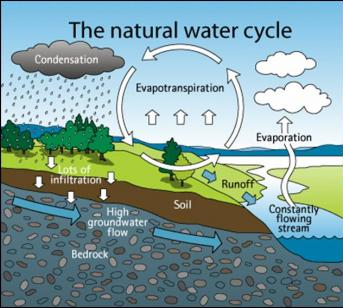 The natural water cycle
Condensation
Evapotranspiration
Evaporation
Lots of
infiltration
Runoff
High
groundwater
flow
Soil
Constantly
flowing
stream
Bedrock